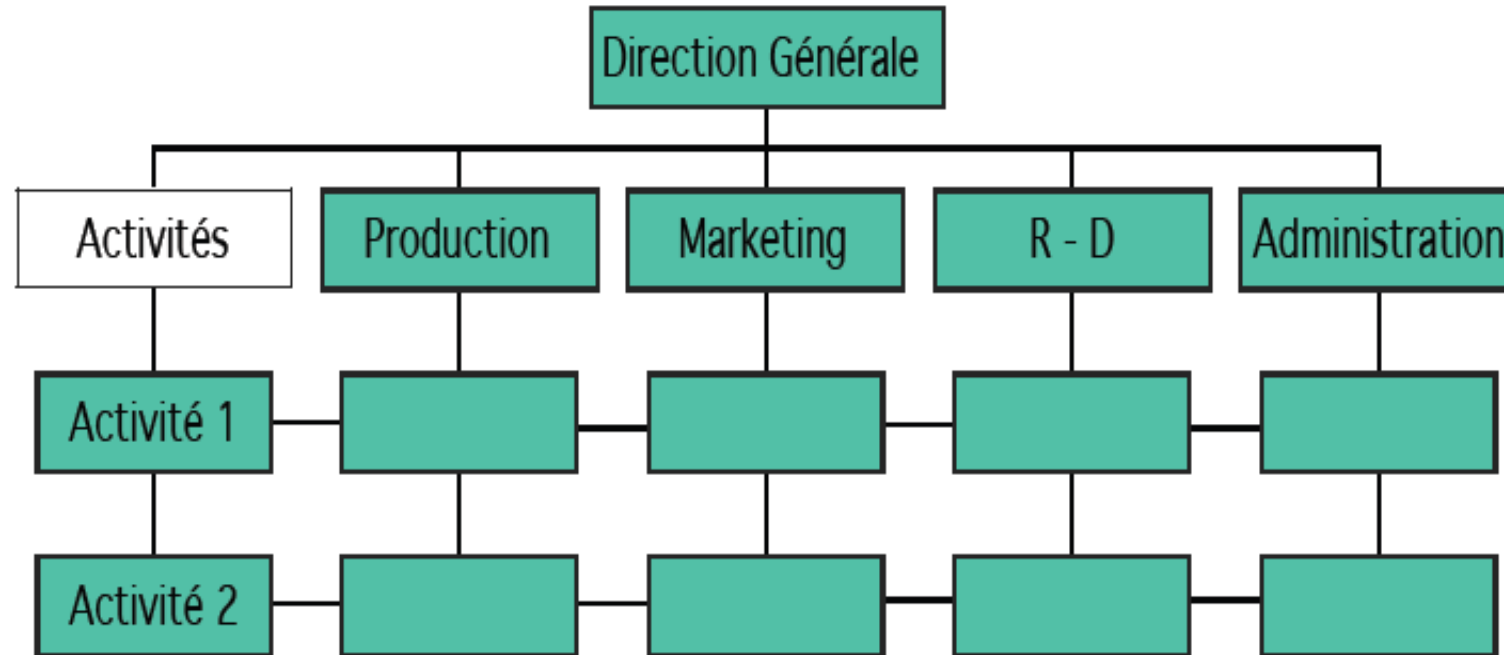 Direction Générale
Activités
Production
Marketing
R - D
Administration
Activité 1
Activité 2